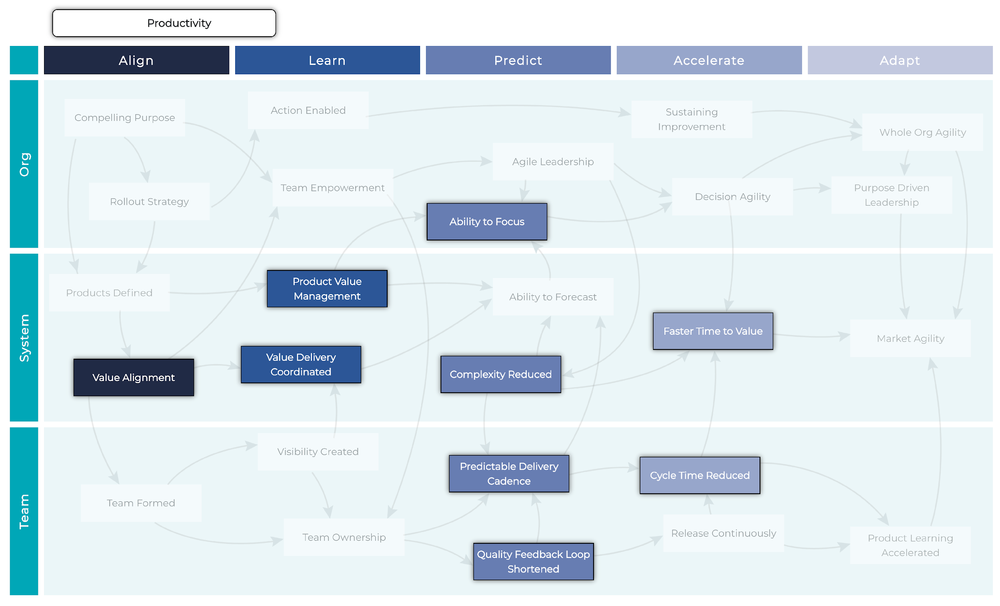 Productivity
Align
Learn
Predict
Accelerate
Adapt
Org
Compelling Purpose
Action Enabled
Sustaining
Improvement
Whole Org Agility
Agile Leadership
Rollout Strategy
Team Empowerment
Decision Agility
Purpose Driven
Leadership
Ability to Focus
System
Products Defined
Product Value
Management
Ability to Forecast
Faster Time to Value
Market Agility
Value Alignment
Value Delivery
Coordinated
Complexity Reduced
Team
Visibility Created
Predictable Delivery
Cadence
Cycle Time Reduced
Team Formed
Team Ownership
Release Continuously
Product Learning
Accelerated
Quality Feedback Loop
Shortened